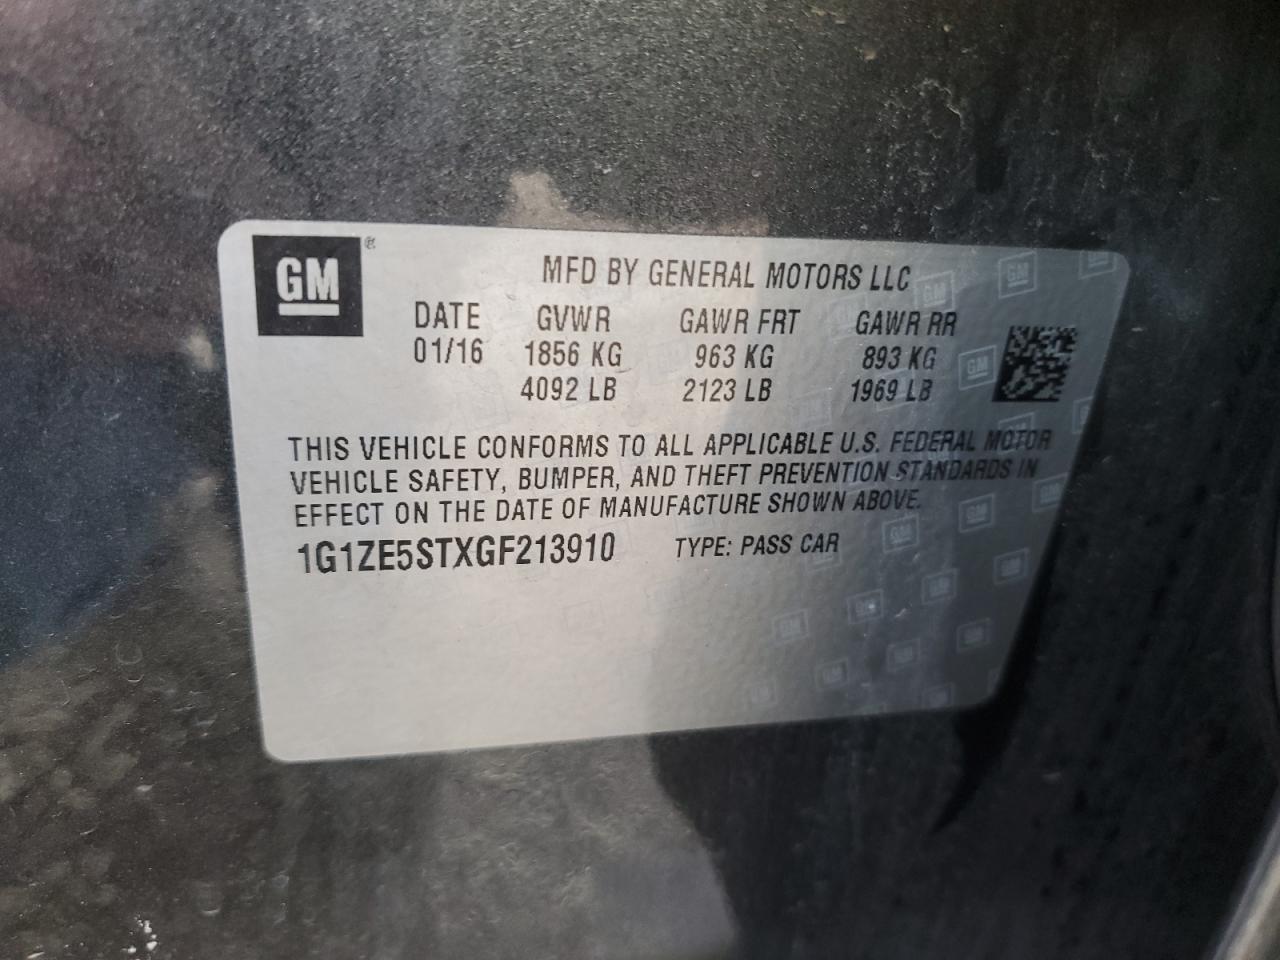 GM ®
MFD BY GENERAL MOTORS LLC
DATE GVWR GAWR FRT GAWR RR
01/16 1856 KG 963 KG 893 KG
4092 LB 2123 LB 1969 LB
THIS VEHICLE CONFORMS TO ALL APPLICABLE U.S. FEDERAL MOTOR
VEHICLE SAFETY, BUMPER, AND THEFT PREVENTION STANDARDS IN
EFFECT ON THE DATE OF MANUFACTURE SHOWN ABOVE.
1G1ZE5STXGF213910 TYPE: PASS CAR